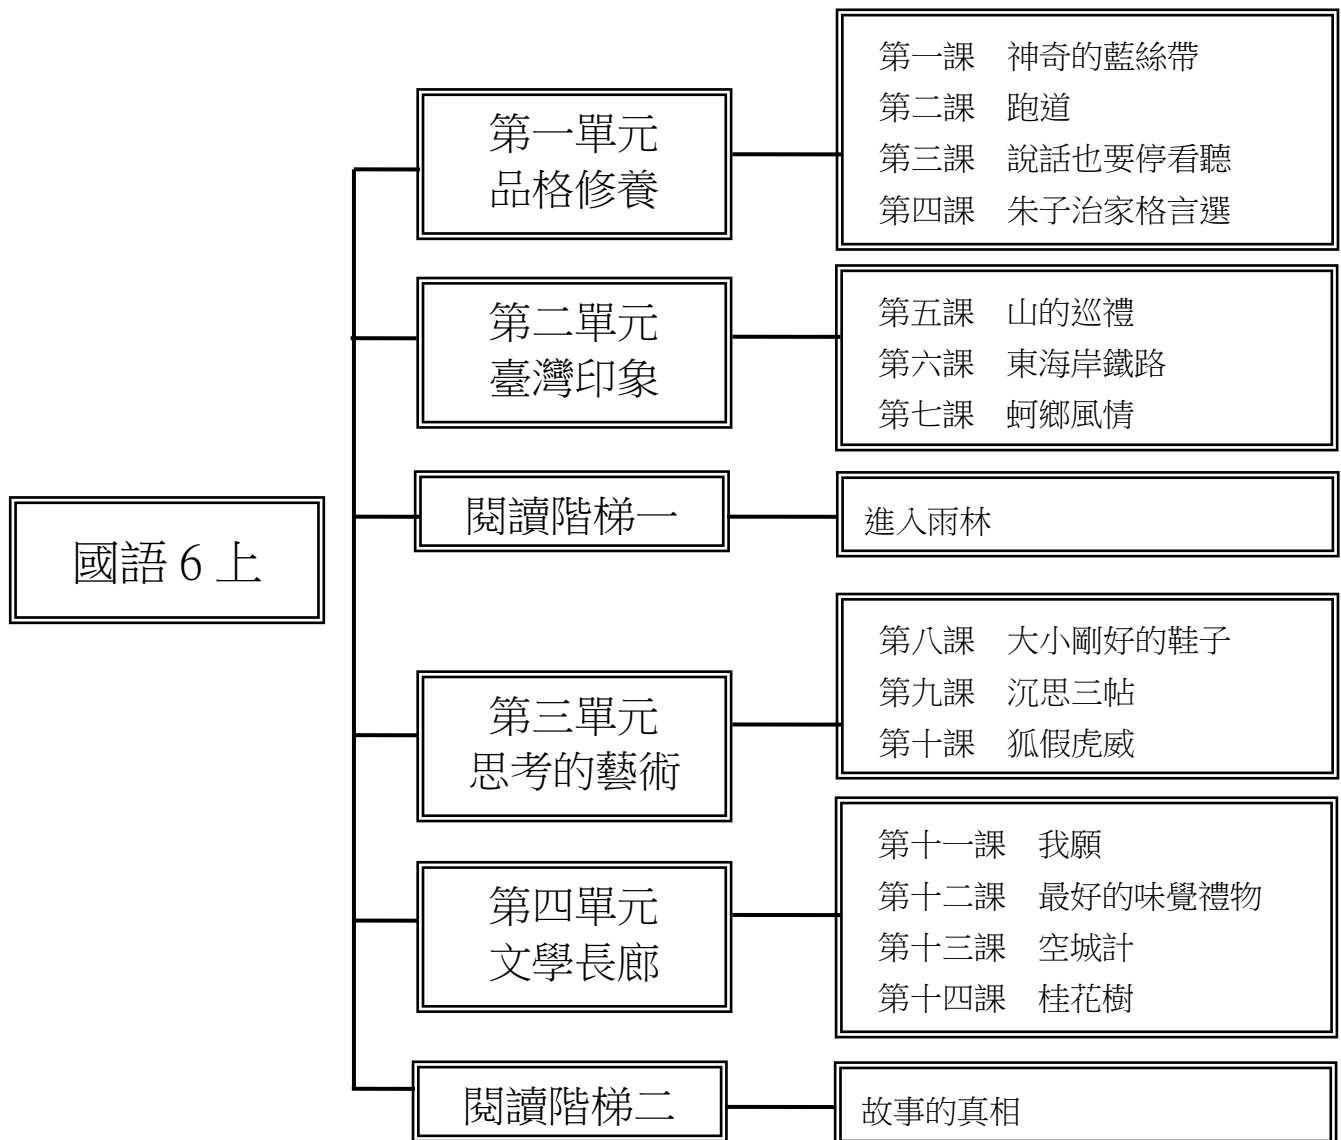 國語 6 上
第一單元
品格修養
第一課 神奇的藍絲帶
第二課 跑道
第三課 說話也要停看聽
第四課 朱子治家格言選
第二單元
臺灣印象
第五課 山的巡禮
第六課 東海岸鐵路
第七課 蚵鄉風情
閱讀階梯一
進入雨林
第三單元
思考的藝術
第八課 大小剛好的鞋子
第九課 沉思三帖
第十課 狐假虎威
第四單元
文學長廊
第十一課 我願
第十二課 最好的味覺禮物
第十三課 空城計
第十四課 桂花樹
閱讀階梯二
故事的真相